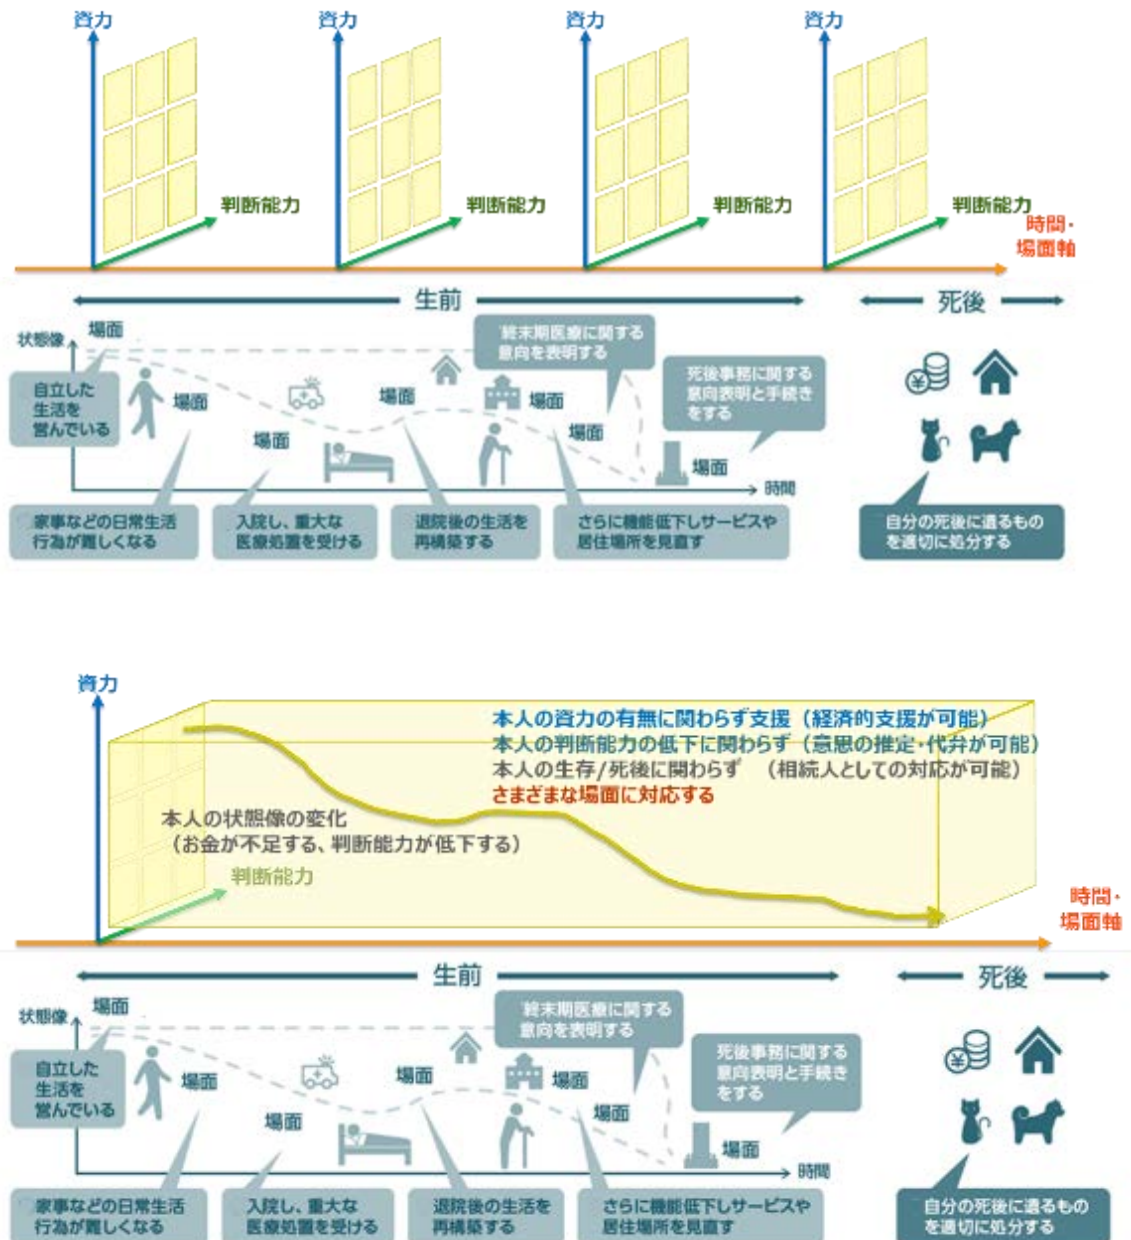 資力
資力
資力
資力
判断能力
判断能力
判断能力
判断能力
時間・
場面軸
生前
死後
状態像
場面
自立した
生活を
営んでいる
場面
場面
場面
終末期医療に関する
意向を表明する
場面
場面
死後事務に関する
意向表明と手続き
をする
場面
時間
家事などの日常生活
行為が難しくなる
入院し、重大な
医療処置を受ける
退院後の生活を
再構築する
さらに機能低下しサービスや
居住場所を見直す
自分の死後に遺るもの
を適切に処分する
資力
本人の資力の有無に関わらず支援（経済的支援が可能）
本人の判断能力の低下に関わらず（意思の推定・代弁が可能）
本人の生存/死後に関わらず （相続人としての対応が可能）
さまざまな場面に対応する
本人の状態像の変化
（お金が不足する、判断能力が低下する）
判断能力
時間・
場面軸
生前
死後
状態像
場面
自立した
生活を
営んでいる
場面
場面
場面
終末期医療に関する
意向を表明する
場面
場面
死後事務に関する
意向表明と手続き
をする
場面
時間
家事などの日常生活
行為が難しくなる
入院し、重大な
医療処置を受ける
退院後の生活を
再構築する
さらに機能低下しサービスや
居住場所を見直す
自分の死後に遺るもの
を適切に処分する